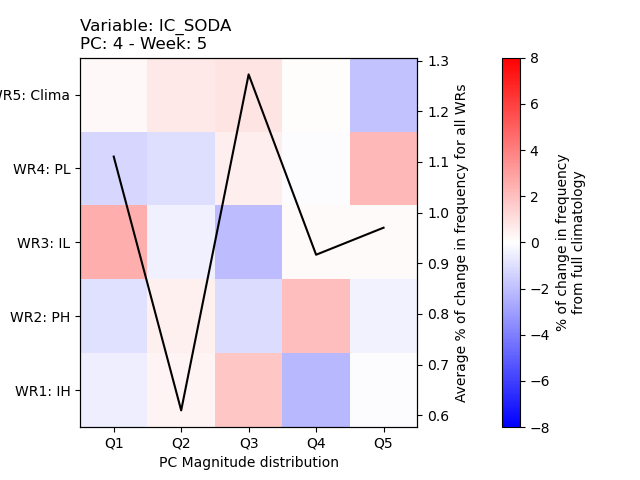 Variable: IC_SODA
PC: 4 - Week: 5
WR5: Clima
WR4: PL
WR3: IL
WR2: PH
WR1: IH
Q1 Q2 Q3 Q4 Q5
PC Magnitude distribution
1.3
1.2
1.1
1.0
0.9
0.8
0.7
0.6
Average % of change in frequency for all WRs
8
6
4
2
0
−2
−4
−6
−8
% of change in frequency
from full climatology